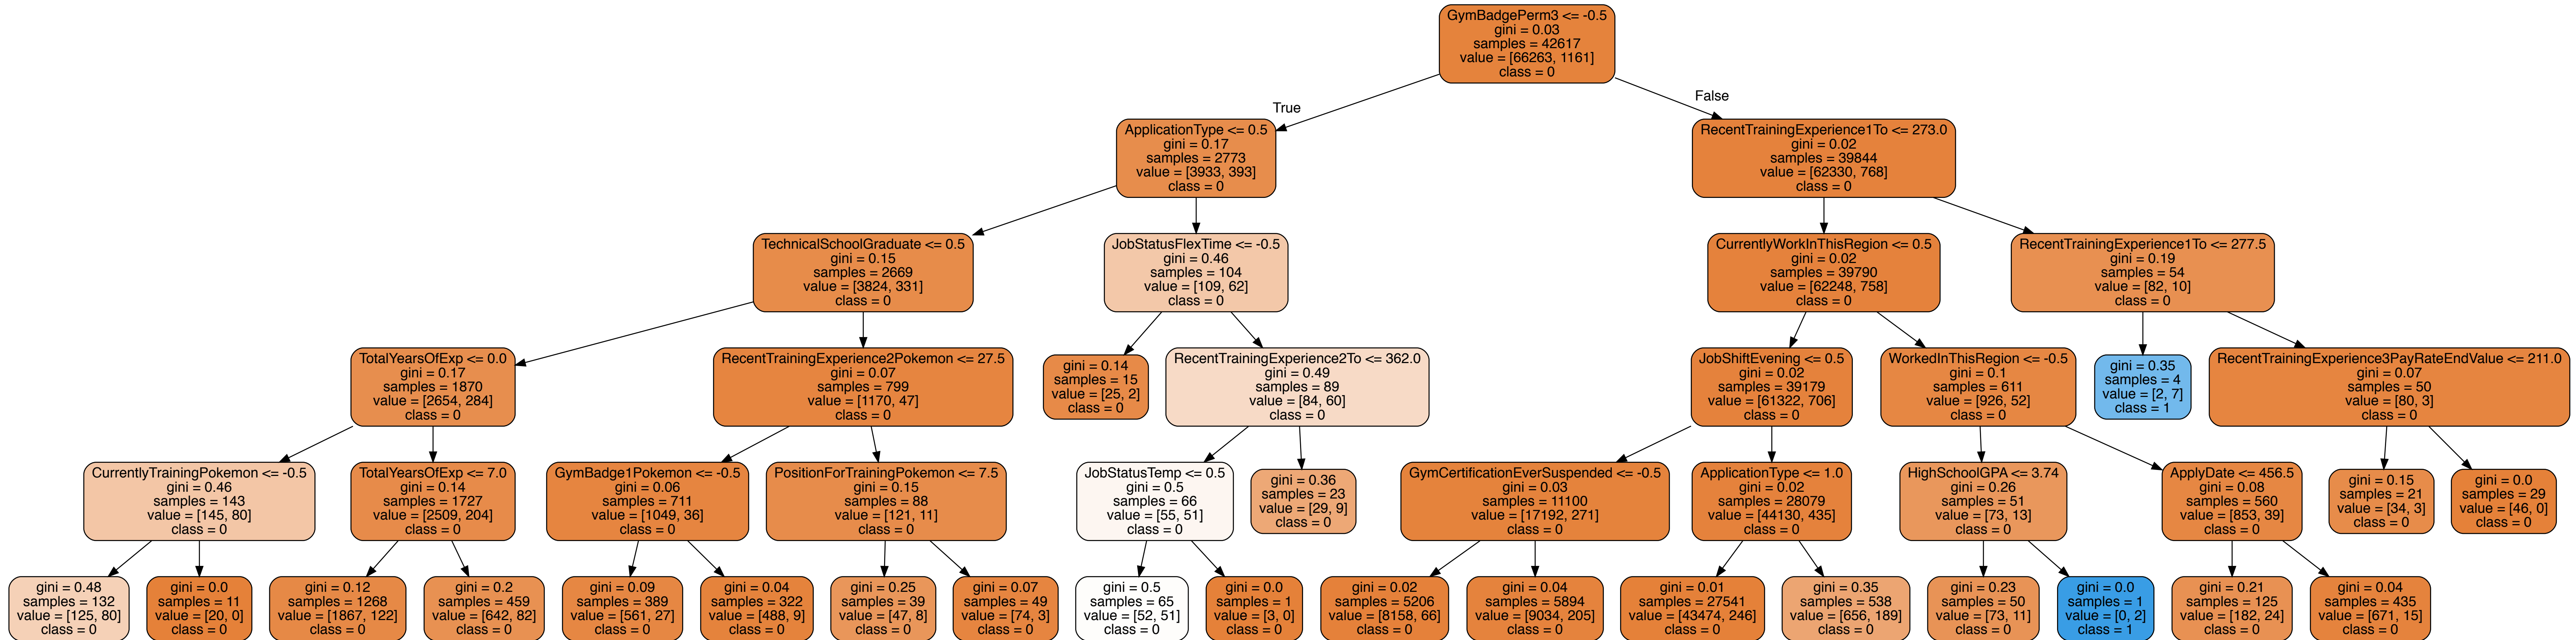 GymBadgePerm3 <= -0.5
gini = 0.03
samples = 42617
value = [66263, 1161]
class = 0
True
False
ApplicationType <= 0.5
gini = 0.17
samples = 2773
value = [3933, 393]
class = 0
RecentTrainingExperience1To <= 273.0
gini = 0.02
samples = 39844
value = [62330, 768]
class = 0
TechnicalSchoolGraduate <= 0.5
gini = 0.15
samples = 2669
value = [3824, 331]
class = 0
JobStatusFlexTime <= -0.5
gini = 0.46
samples = 104
value = [109, 62]
class = 0
CurrentlyWorkInThisRegion <= 0.5
gini = 0.02
samples = 39790
value = [62248, 758]
class = 0
RecentTrainingExperience1To <= 277.5
gini = 0.19
samples = 54
value = [82, 10]
class = 0
TotalYearsOfExp <= 0.0
gini = 0.17
samples = 1870
value = [2654, 284]
class = 0
RecentTrainingExperience2Pokemon <= 27.5
gini = 0.07
samples = 799
value = [1170, 47]
class = 0
gini = 0.14
samples = 15
value = [25, 2]
class = 0
RecentTrainingExperience2To <= 362.0
gini = 0.49
samples = 89
value = [84, 60]
class = 0
JobShiftEvening <= 0.5
gini = 0.02
samples = 39179
value = [61322, 706]
class = 0
WorkedInThisRegion <= -0.5
gini = 0.1
samples = 611
value = [926, 52]
class = 0
gini = 0.35
samples = 4
value = [2, 7]
class = 1
RecentTrainingExperience3PayRateEndValue <= 211.0
gini = 0.07
samples = 50
value = [80, 3]
class = 0
CurrentlyTrainingPokemon <= -0.5
gini = 0.46
samples = 143
value = [145, 80]
class = 0
TotalYearsOfExp <= 7.0
gini = 0.14
samples = 1727
value = [2509, 204]
class = 0
GymBadge1Pokemon <= -0.5
gini = 0.06
samples = 711
value = [1049, 36]
class = 0
PositionForTrainingPokemon <= 7.5
gini = 0.15
samples = 88
value = [121, 11]
class = 0
JobStatusTemp <= 0.5
gini = 0.5
samples = 66
value = [55, 51]
class = 0
gini = 0.36
samples = 23
value = [29, 9]
class = 0
GymCertificationEverSuspended <= -0.5
gini = 0.03
samples = 11100
value = [17192, 271]
class = 0
ApplicationType <= 1.0
gini = 0.02
samples = 28079
value = [44130, 435]
class = 0
HighSchoolGPA <= 3.74
gini = 0.26
samples = 51
value = [73, 13]
class = 0
ApplyDate <= 456.5
gini = 0.08
samples = 560
value = [853, 39]
class = 0
gini = 0.15
samples = 21
value = [34, 3]
class = 0
gini = 0.0
samples = 29
value = [46, 0]
class = 0
gini = 0.48
samples = 132
value = [125, 80]
class = 0
gini = 0.0
samples = 11
value = [20, 0]
class = 0
gini = 0.12
samples = 1268
value = [1867, 122]
class = 0
gini = 0.2
samples = 459
value = [642, 82]
class = 0
gini = 0.09
samples = 389
value = [561, 27]
class = 0
gini = 0.04
samples = 322
value = [488, 9]
class = 0
gini = 0.25
samples = 39
value = [47, 8]
class = 0
gini = 0.07
samples = 49
value = [74, 3]
class = 0
gini = 0.5
samples = 65
value = [52, 51]
class = 0
gini = 0.0
samples = 1
value = [3, 0]
class = 0
gini = 0.02
samples = 5206
value = [8158, 66]
class = 0
gini = 0.04
samples = 5894
value = [9034, 205]
class = 0
gini = 0.01
samples = 27541
value = [43474, 246]
class = 0
gini = 0.35
samples = 538
value = [656, 189]
class = 0
gini = 0.23
samples = 50
value = [73, 11]
class = 0
gini = 0.0
samples = 1
value = [0, 2]
class = 1
gini = 0.21
samples = 125
value = [182, 24]
class = 0
gini = 0.04
samples = 435
value = [671, 15]
class = 0